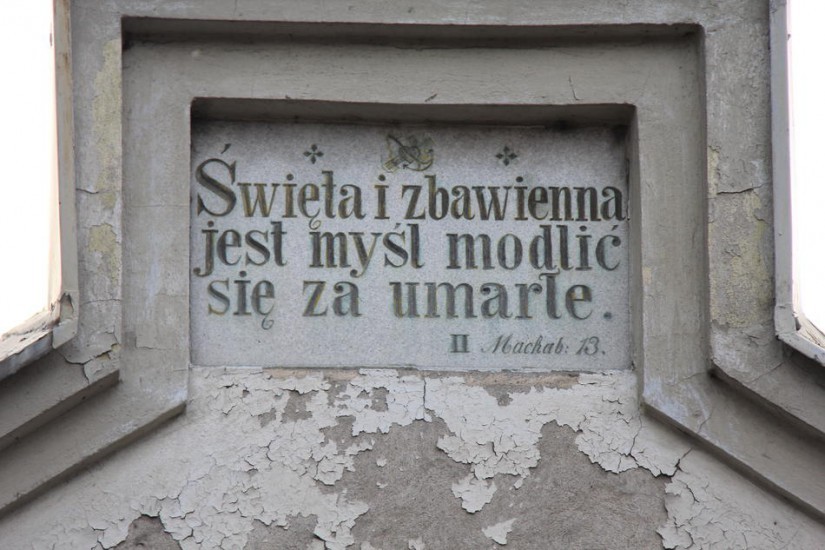 Święta i zbawienna
jest myśl modlić
się za umarłe.
II Machab: 13.